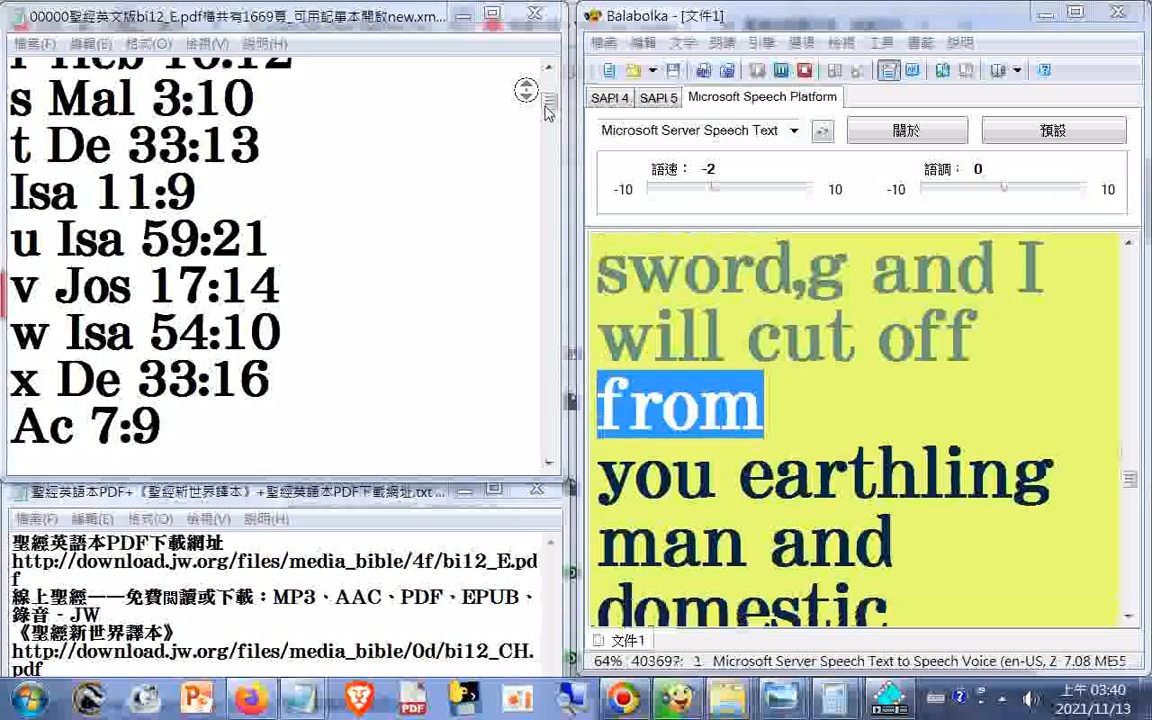 00000聖經英文版bi12_E.pdf檔共有1669頁_可用記事本開啟new.xm...
檔案(F) 編輯(E) 格式(O) 檢視(V) 說明(H)
r Heb 10:12
s Mal 3:10
t De 33:13
Isa 11:9
u Isa 59:21
v Jos 17:14
w Isa 54:10
x De 33:16
Ac 7:9
聖經英語本PDF+《聖經新世界譯本》+聖經英語本PDF下載網址.txt ...
檔案(F) 編輯(E) 格式(O) 檢視(V) 說明(H)
聖經英語本PDF下載網址
http://download.jw.org/files/media_bible/4f/bi12_E.pd
f
線上聖經——免費閱讀或下載：MP3、AAC、PDF、EPUB、
錄音 - JW
《聖經新世界譯本》
http://download.jw.org/files/media_bible/0d/bi12_CH.
pdf
Balabolka - [文件1]
檔案 編輯 文字 朗讀 引擎 選項 檢視 工具 書籤 說明
SAPI 4 SAPI 5 Microsoft Speech Platform
Microsoft Server Speech Text 關於 預設
語速： -2 語調： 0
-10 10 -10 10
sword,g and I
will cut off
from
you earthling
man and
domestic
文件1
64% 403697: 1 Microsoft Server Speech Text to Speech Voice (en-US, Z 7.08 MB
上午 03:40
2021/11/13